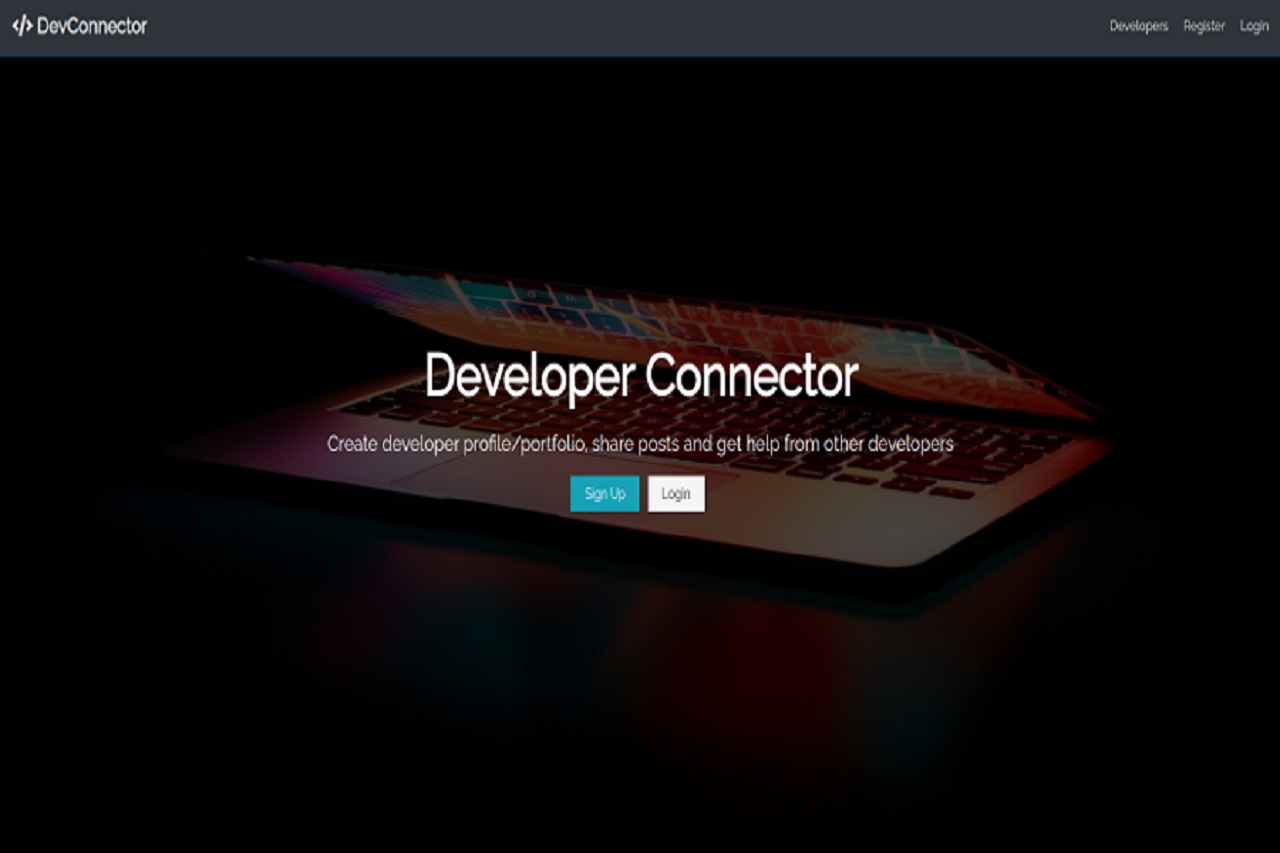 </> DevConnector
Developers Register Login
Developer Connector
Create developer profile/portfolio, share posts and get help from other developers
Sign Up Login